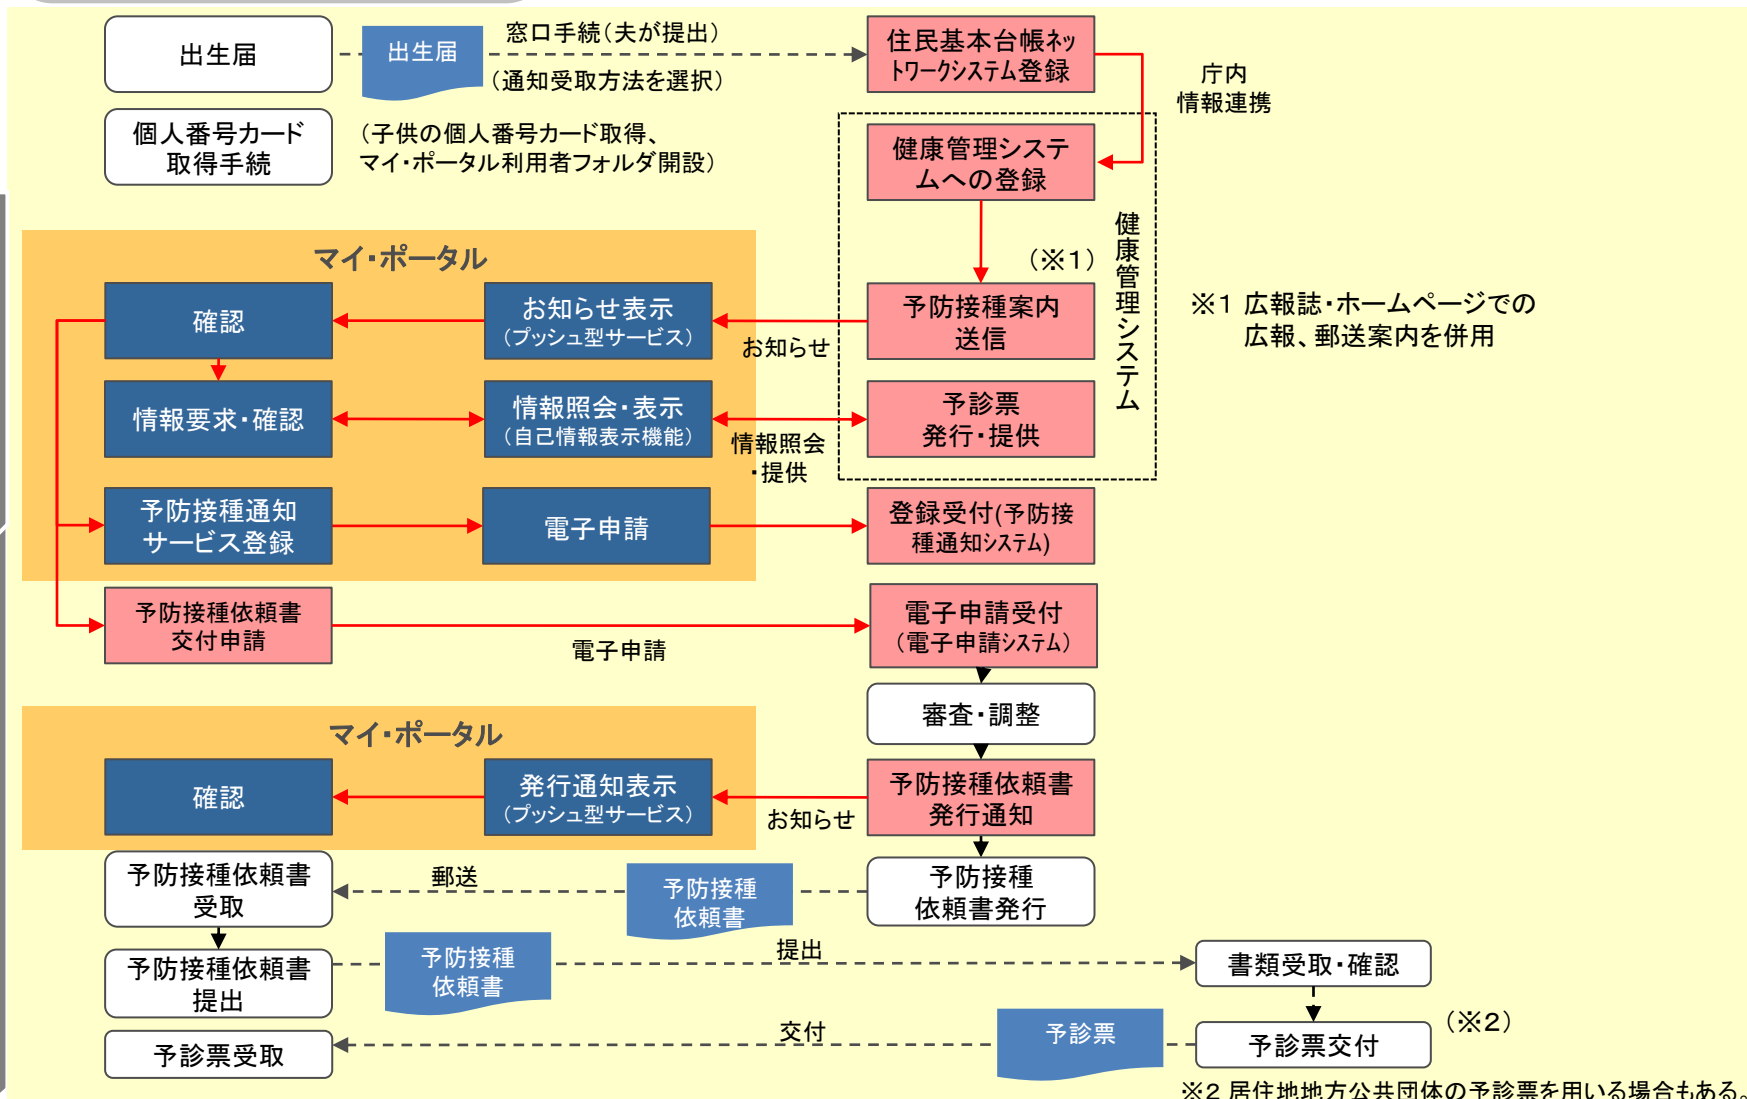 出生届
出生届
窓口手続(夫が提出)
(通知受取方法を選択)
住民基本台帳ネッ
トワークシステム登録
庁内
情報連携
個人番号カード
取得手続
(子供の個人番号カード取得、
マイ・ポータル利用者フォルダ開設)
健康管理システ
ムへの登録
健康管理システム
マイ・ポータル
(※1)
確認
お知らせ表示
(プッシュ型サービス)
お知らせ
予防接種案内
送信
※1 広報誌・ホームページでの
広報、郵送案内を併用
情報要求・確認
情報照会・表示
(自己情報表示機能)
情報照会
・提供
予診票
発行・提供
予防接種通知
サービス登録
電子申請
登録受付(予防接
種通知システム)
予防接種依頼書
交付申請
電子申請
電子申請受付
(電子申請システム)
審査・調整
マイ・ポータル
確認
発行通知表示
(プッシュ型サービス)
お知らせ
予防接種依頼書
発行通知
予防接種依頼書
受取
郵送
予防接種
依頼書
予防接種
依頼書発行
予防接種依頼書
提出
予防接種
依頼書
提出
書類受取・確認
予診票受取
交付
予診票
予診票交付
(※2)
※2 居住地地方公共団体の予診票を用いる場合もある。